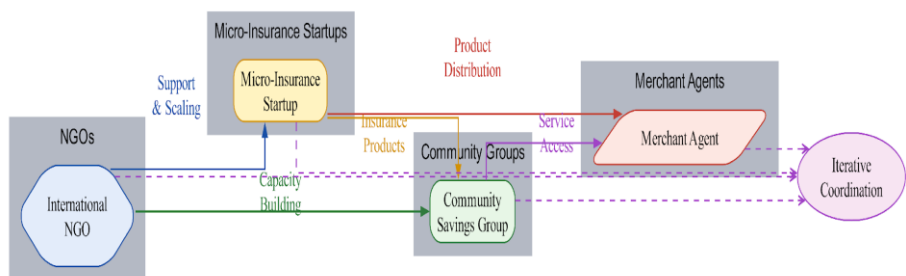 Micro-Insurance Startups
Micro-Insurance
Startup
Product
Distribution
Support
& Scaling
Merchant Agents
Merchant Agent
Insurance
Products
Service
Access
NGOs
International
NGO
Community Groups
Community
Savings Group
Capacity
Building
Iterative
Coordination